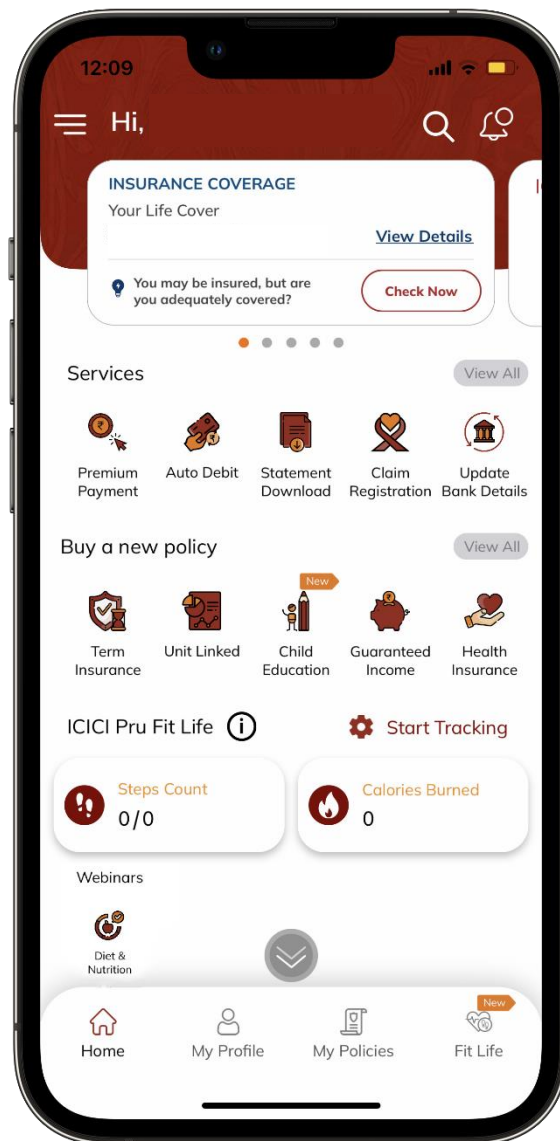 12:09
Hi,
INSURANCE COVERAGE
Your Life Cover
View Details
You may be insured, but are
you adequately covered?
Check Now
Services
View All
Premium
Payment
Auto Debit
Statement
Download
Claim
Registration
Update
Bank Details
Buy a new policy
View All
New
Term
Insurance
Unit Linked
Child
Education
Guaranteed
Income
Health
Insurance
ICICI Pru Fit Life
Start Tracking
Steps Count
0/0
Calories Burned
0
Webinars
Diet &
Nutrition
Home
My Profile
My Policies
New
Fit Life